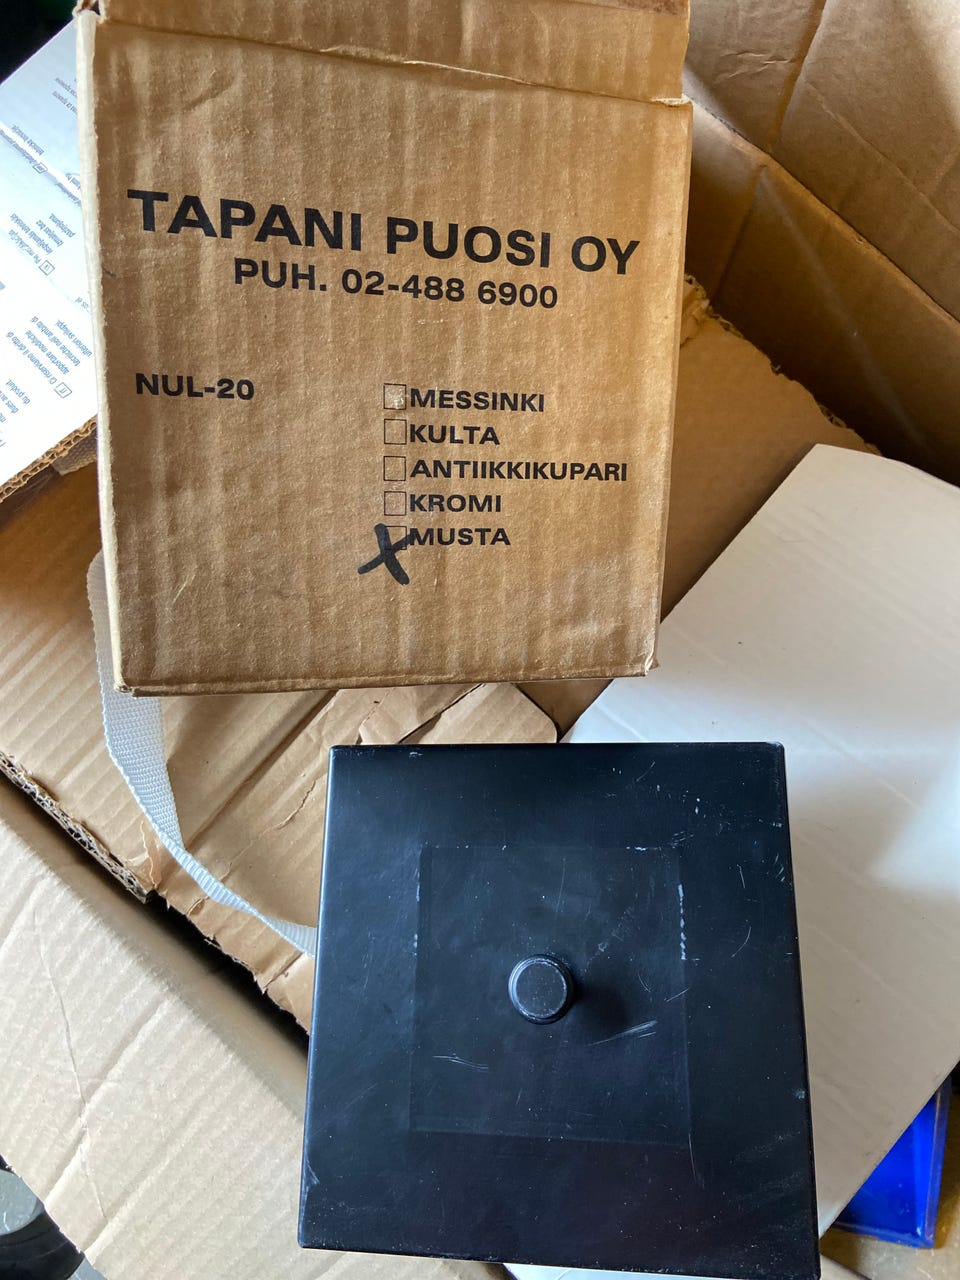 TAPANI PUOSI OY
PUH. 02-488 6900
NUL-20
MESSINKI
KULTA
ANTIIKKIKUPARI
KROMI
X MUSTA